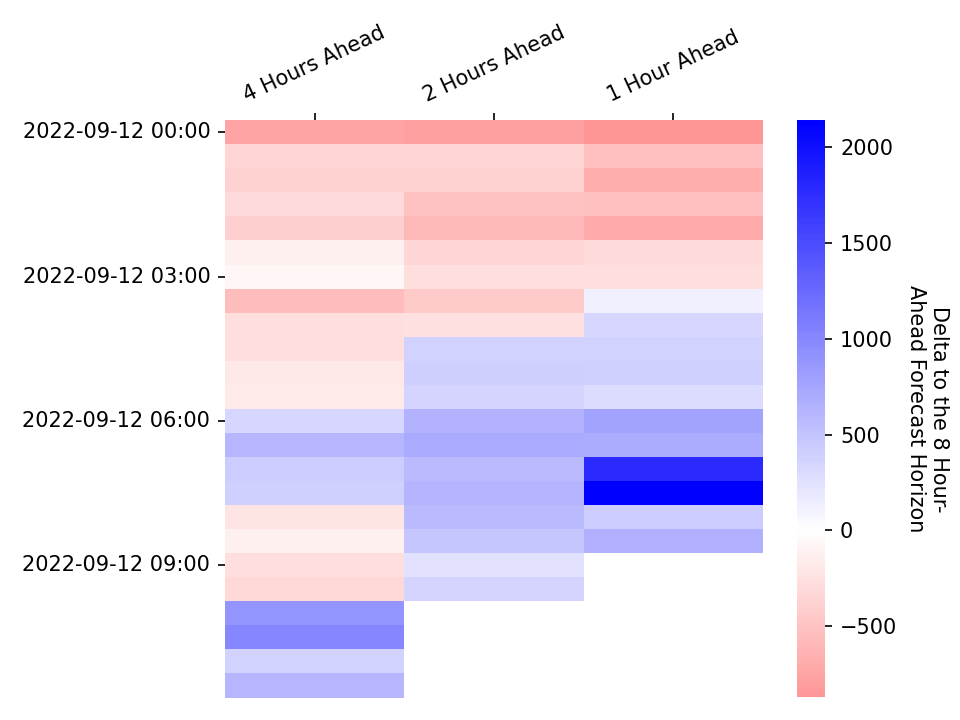 4 Hours Ahead
2 Hours Ahead
1 Hour Ahead
2022-09-12 00:00
2022-09-12 03:00
2022-09-12 06:00
2022-09-12 09:00
2000
1500
1000
500
0
−500
Delta to the 8 Hour-
Ahead Forecast Horizon